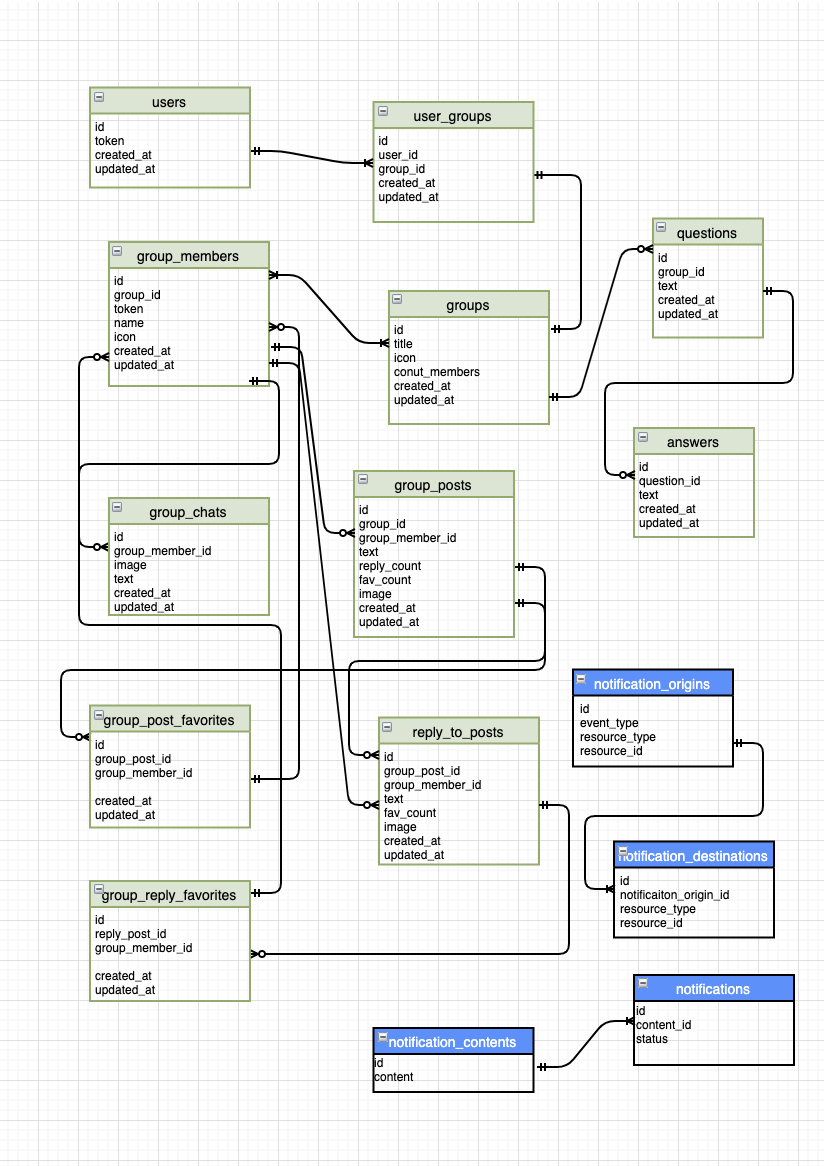 users
id
token
created_at
updated_at
user_groups
id
user_id
group_id
created_at
updated_at
questions
id
group_id
text
created_at
updated_at
group_members
id
group_id
token
name
icon
created_at
updated_at
groups
id
title
icon
conut_members
created_at
updated_at
answers
id
question_id
text
created_at
updated_at
group_posts
id
group_id
group_member_id
text
reply_count
fav_count
image
created_at
updated_at
group_chats
id
group_member_id
image
text
created_at
updated_at
notification_origins
id
event_type
resource_type
resource_id
group_post_favorites
id
group_post_id
group_member_id
created_at
updated_at
reply_to_posts
id
group_post_id
group_member_id
text
fav_count
image
created_at
updated_at
notification_destinations
id
notificaiton_origin_id
resource_type
resource_id
group_reply_favorites
id
reply_post_id
group_member_id
created_at
updated_at
notifications
id
content_id
status
notification_contents
id
content